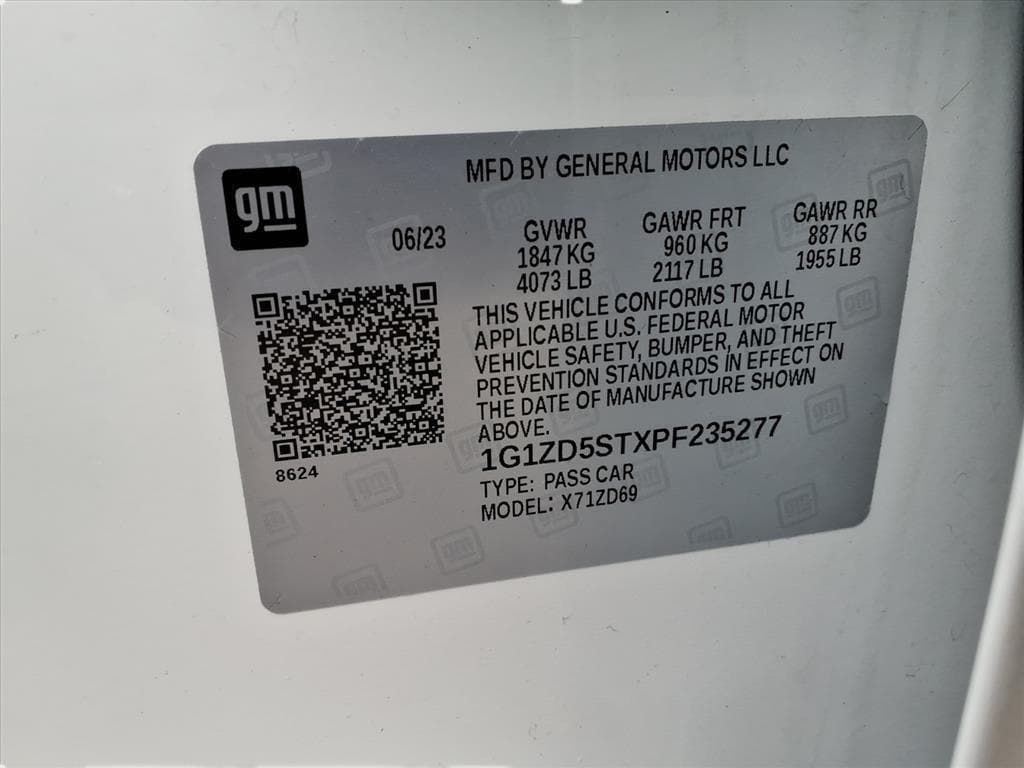 gm
MFD BY GENERAL MOTORS LLC
06/23
GVWR
1847 KG
4073 LB
GAWR FRT
960 KG
2117 LB
GAWR RR
887 KG
1955 LB
THIS VEHICLE CONFORMS TO ALL
APPLICABLE U.S. FEDERAL MOTOR
VEHICLE SAFETY, BUMPER, AND THEFT
PREVENTION STANDARDS IN EFFECT ON
THE DATE OF MANUFACTURE SHOWN
ABOVE.
1G1ZD5STXPF235277
TYPE: PASS CAR
MODEL: X71ZD69
8624